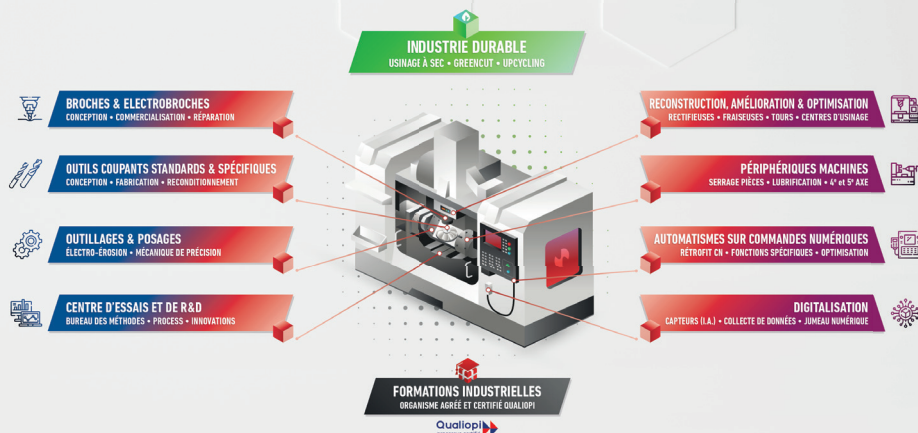 INDUSTRIE DURABLE
USINAGE À SEC • GREENCUT • UPCYCLING
BROCHES & ELECTROBROCHES
CONCEPTION • COMMERCIALISATION • RÉPARATION
OUTILS COUPANTS STANDARDS & SPÉCIFIQUES
CONCEPTION • FABRICATION • RECONDITIONNEMENT
OUTILLAGES & POSAGES
ÉLECTRO-ÉROSION • MÉCANIQUE DE PRÉCISION
CENTRE D'ESSAIS ET DE R&D
BUREAU DES MÉTHODES • PROCESS • INNOVATIONS
RECONSTRUCTION, AMÉLIORATION & OPTIMISATION
RECTIFIEUSES • FRAISEUSES • TOURS • CENTRES D'USINAGE
PÉRIPHÉRIQUES MACHINES
SERRAGE PIÈCES • LUBRIFICATION • 4e et 5e AXE
AUTOMATISMES SUR COMMANDES NUMÉRIQUES
RÉTROFIT CN • FONCTIONS SPÉCIFIQUES • OPTIMISATION
DIGITALISATION
CAPTEURS (I.A.) • COLLECTE DE DONNÉES • JUMEAU NUMÉRIQUE
FORMATIONS INDUSTRIELLES
ORGANISME AGRÉÉ ET CERTIFIÉ QUALIOPI
Qualiopi